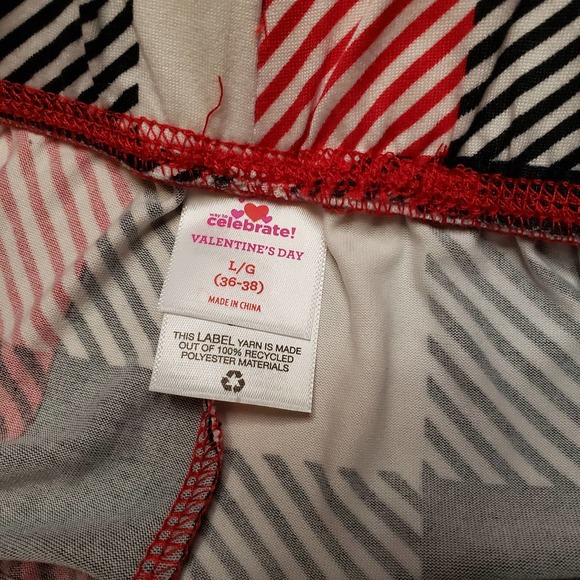 way to
celebrate!
VALENTINE'S DAY
L/G
(36-38)
MADE IN CHINA
THIS LABEL YARN IS MADE
OUT OF 100% RECYCLED
POLYESTER MATERIALS